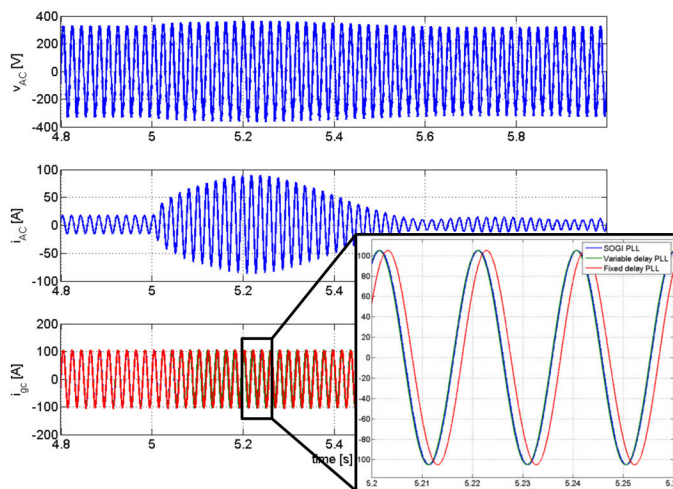 400
200
0
-200
-400
v_AC [V]
4.8 5 5.2 5.4 5.6 5.8
100
50
0
-50
-100
i_AC [A]
4.8 5 5.2 5.4
200
100
0
-100
-200
i_gc [A]
4.8 5 5.2 5.4
time [s]
SOGI PLL
Variable delay PLL
Fixed delay PLL
100
80
60
40
20
0
-20
-40
-60
-80
100
5.2 5.21 5.22 5.23 5.24 5.25